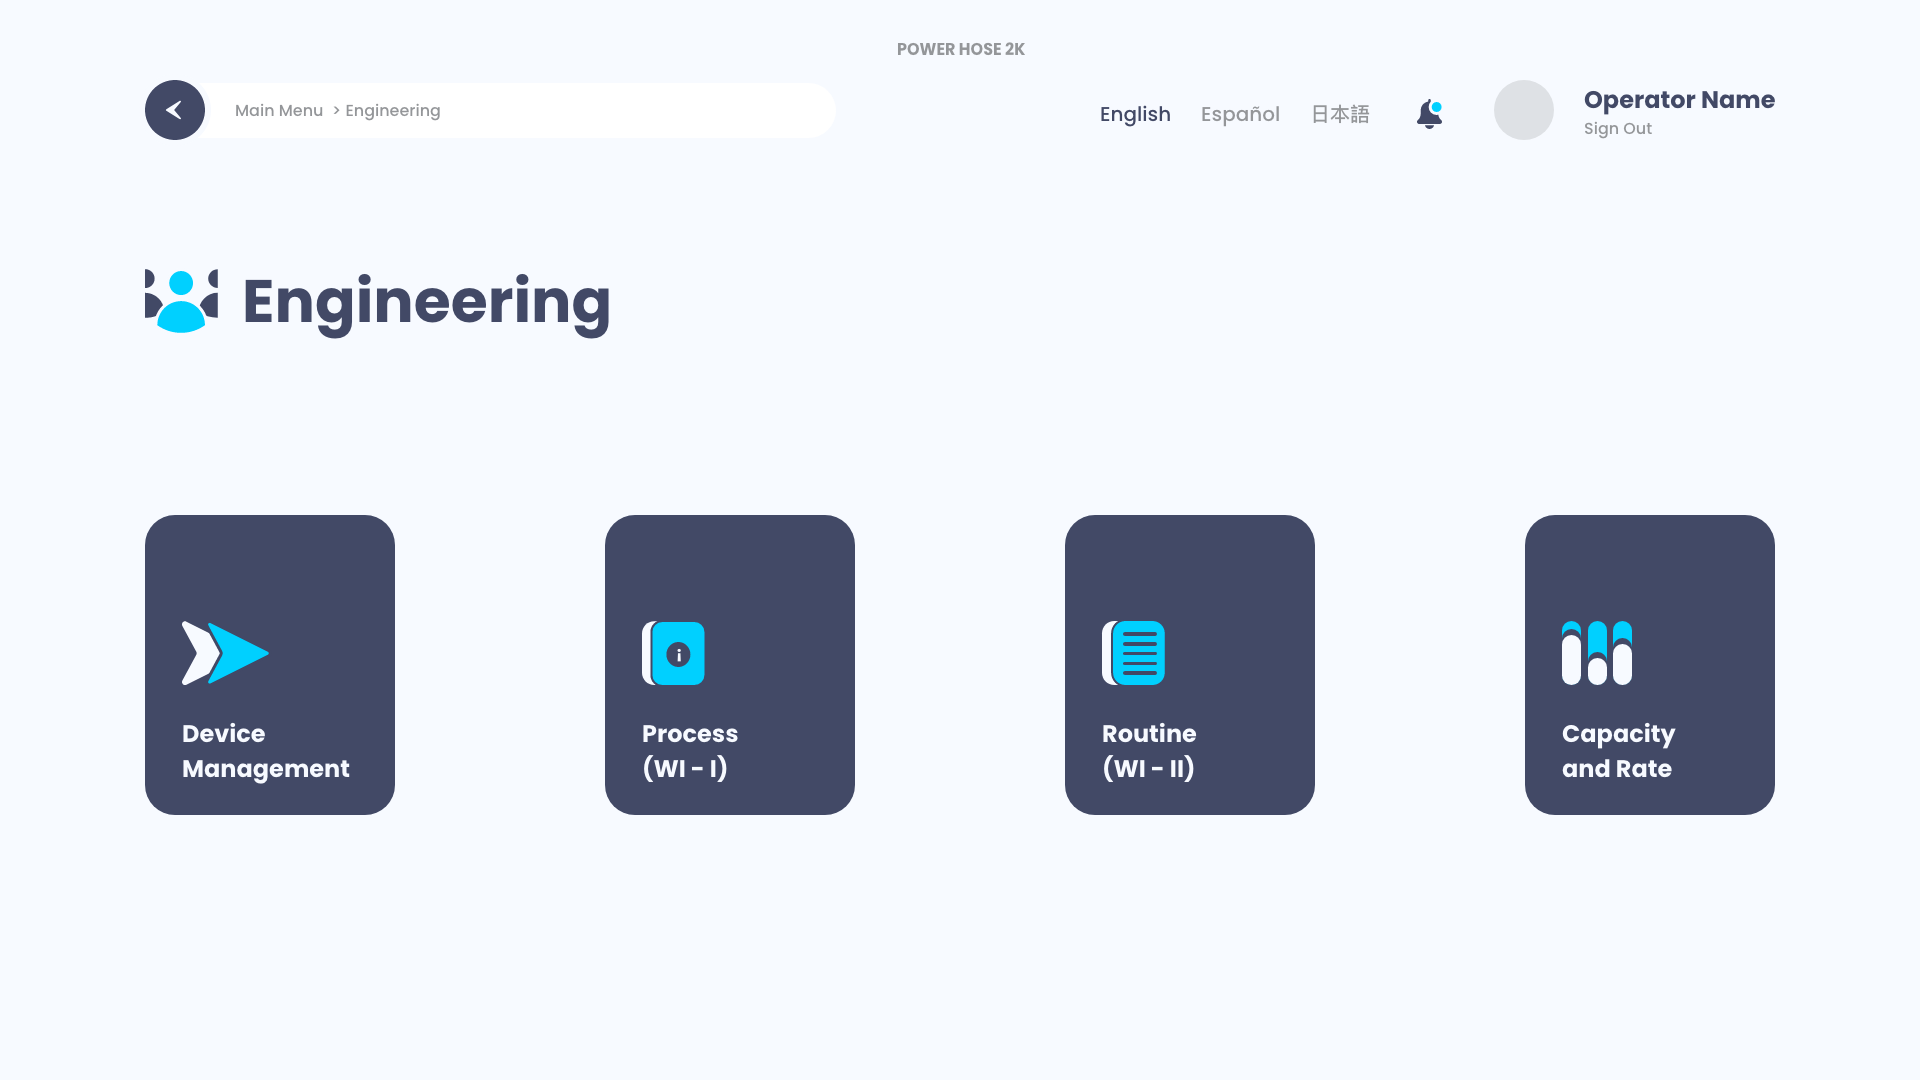 POWER HOSE 2K
Main Menu > Engineering
English Español 日本語
Operator Name
Sign Out
Engineering
Device
Management
Process
(WI - I)
Routine
(WI - II)
Capacity
and Rate